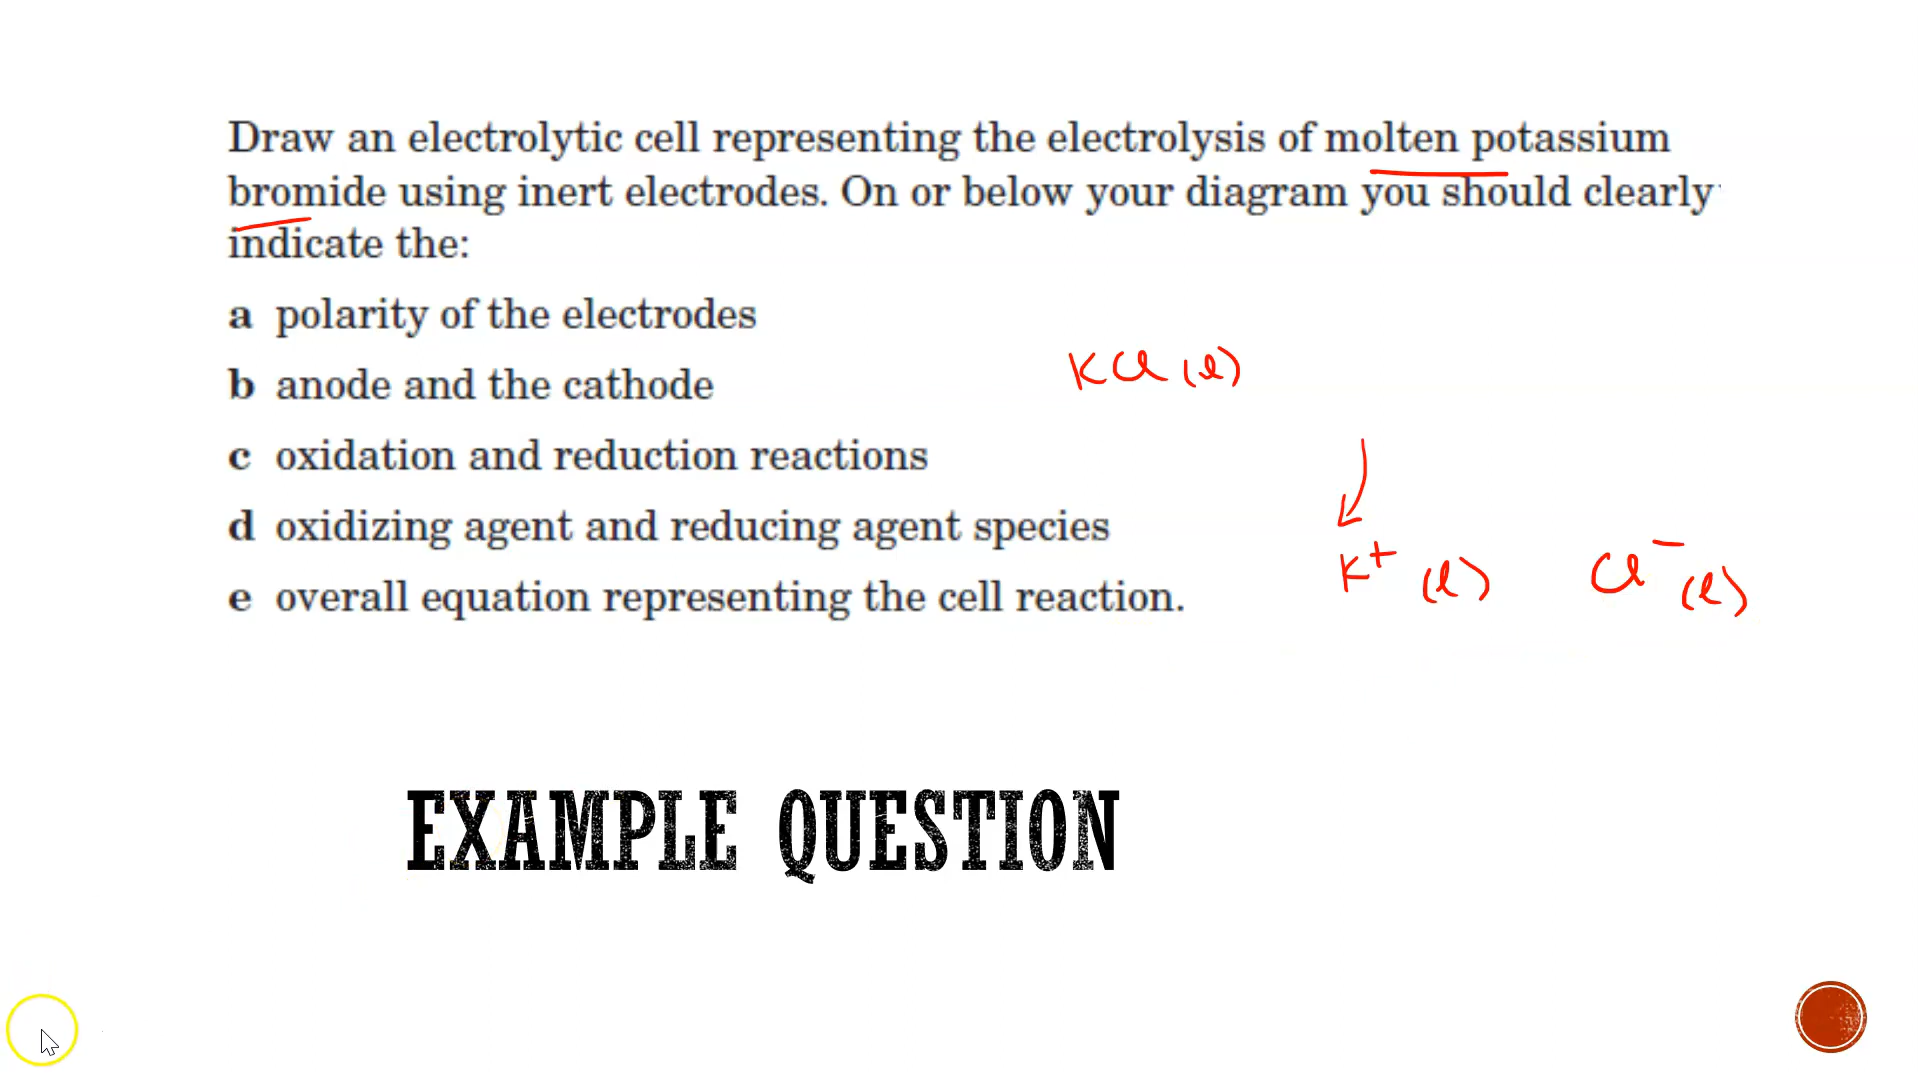 Draw an electrolytic cell representing the electrolysis of molten potassium
bromide using inert electrodes. On or below your diagram you should clearly
indicate the:
a polarity of the electrodes
KCl (l)
b anode and the cathode
c oxidation and reduction reactions
d oxidizing agent and reducing agent species
K+ (l) Cl− (l)
e overall equation representing the cell reaction.
EXAMPLE QUESTION